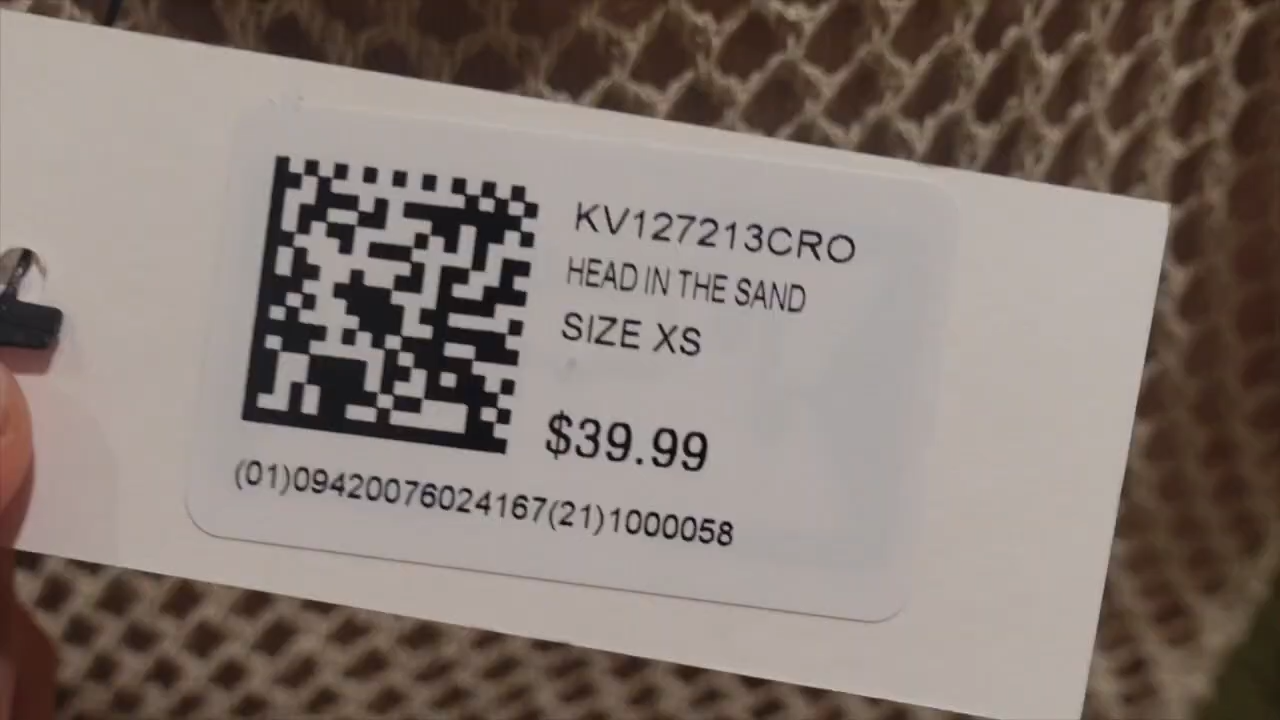 KV127213CRO
HEAD IN THE SAND
SIZE XS
$39.99
(01)09420076024167(21)1000058